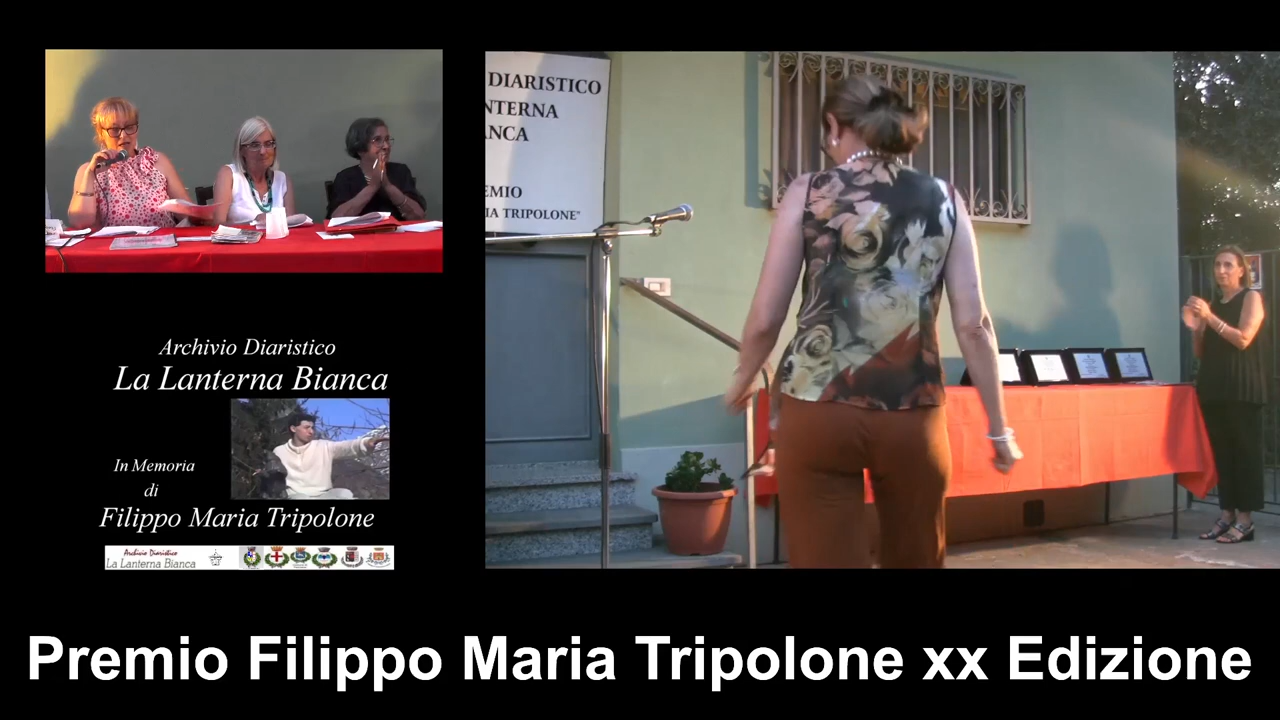 DIARISTICO
NTERNA
ANCA
EMIO
IA TRIPOLONE"
Archivio Diaristico
La Lanterna Bianca
In Memoria
di
Filippo Maria Tripolone
Archivio Diaristico
La Lanterna Bianca
Premio Filippo Maria Tripolone xx Edizione